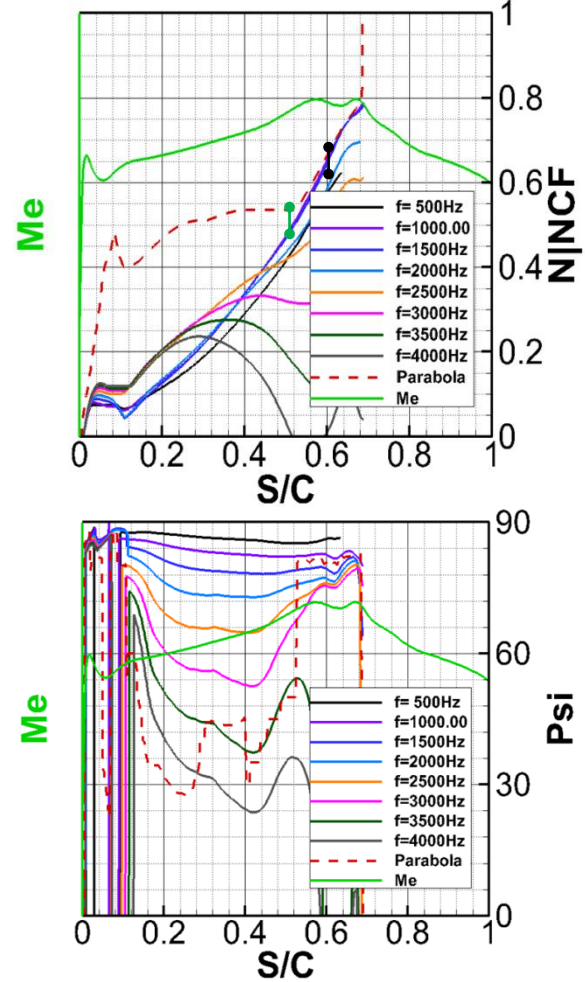 1
0.8
0.6
0.4
0.2
0
Me
N|NCF
f= 500Hz
f=1000.00
f=1500Hz
f=2000Hz
f=2500Hz
f=3000Hz
f=3500Hz
f=4000Hz
Parabola
Me
0 0.2 0.4 0.6 0.8 1
S/C
90
60
30
0
Me
Psi
f= 500Hz
f=1000.00
f=1500Hz
f=2000Hz
f=2500Hz
f=3000Hz
f=3500Hz
f=4000Hz
Parabola
Me
0 0.2 0.4 0.6 0.8 1
S/C